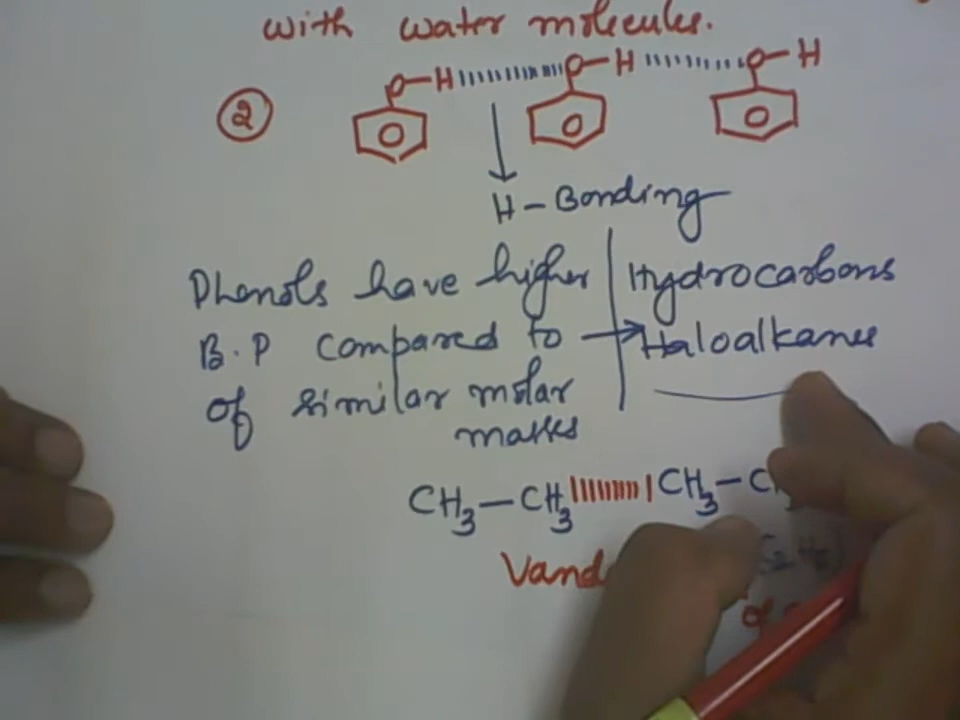 with water molecules.
②
O-H O-H O-H
H-Bonding
Phenols have higher
B.P compared to →
of similar molar
masses
Hydrocarbons
Haloalkanes
CH3-CH3 CH3-